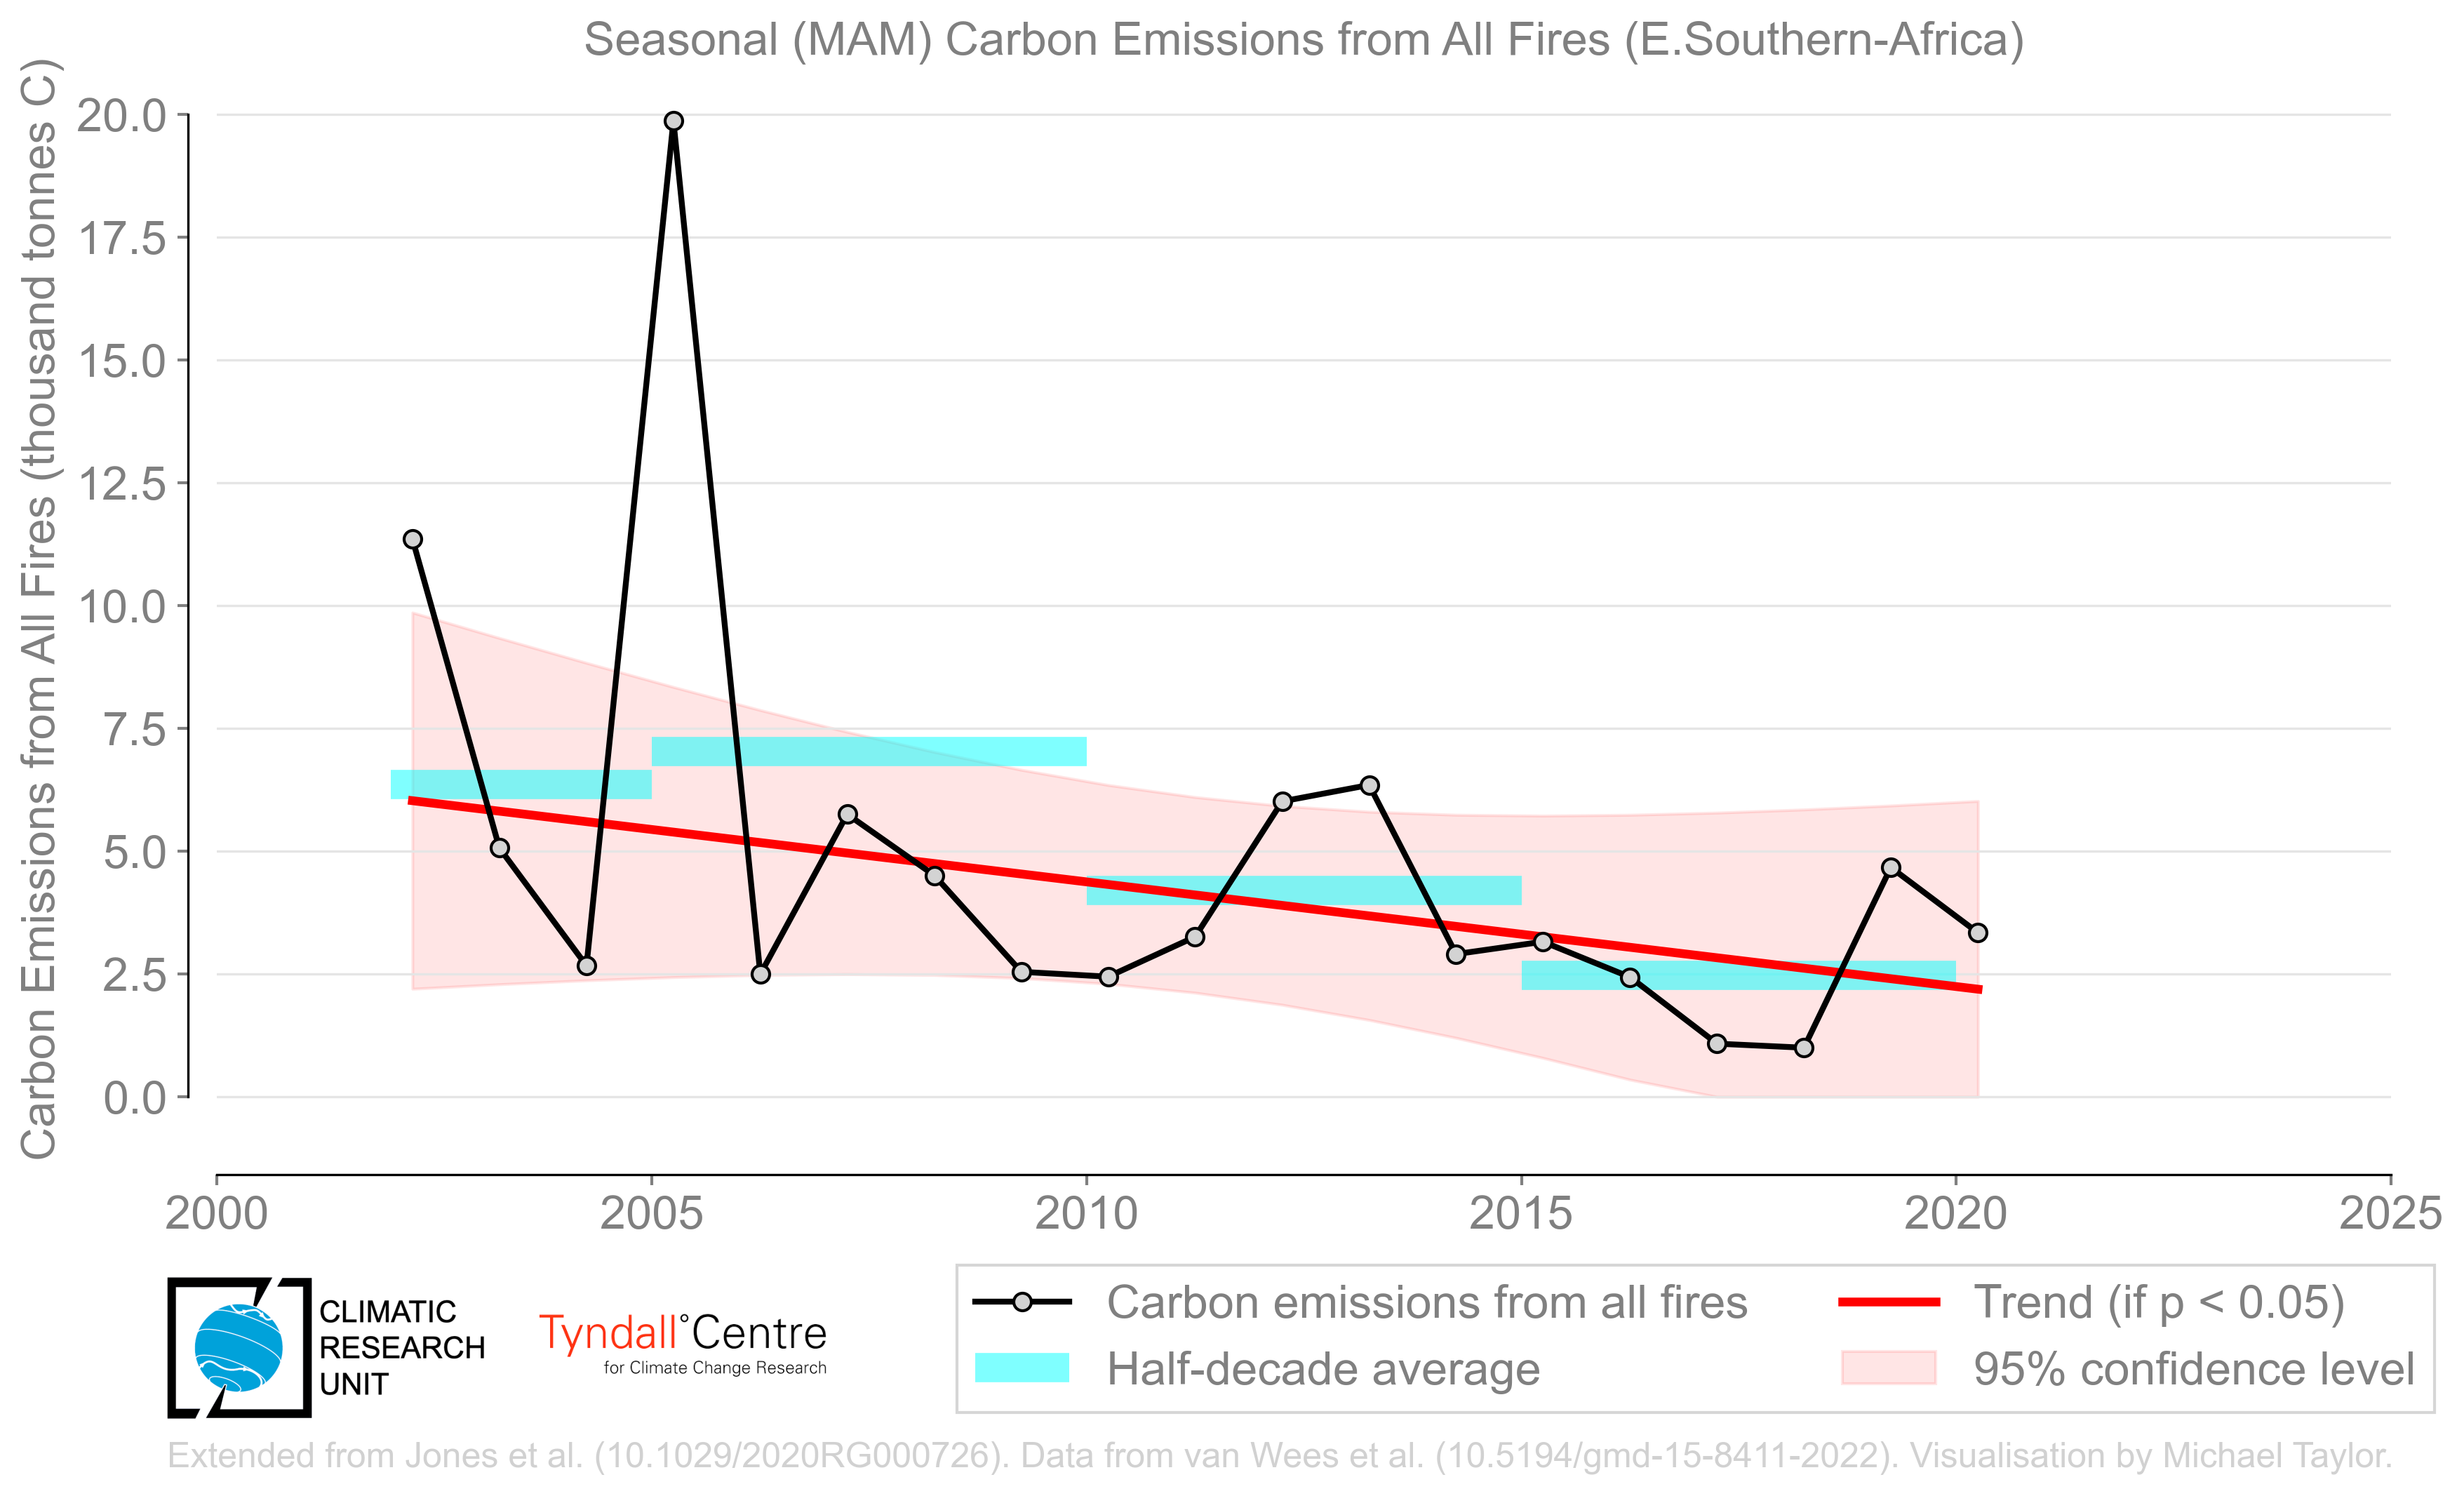 Seasonal (MAM) Carbon Emissions from All Fires (E.Southern-Africa)
Carbon Emissions from All Fires (thousand tonnes C)
20.0
17.5
15.0
12.5
10.0
7.5
5.0
2.5
0.0
2000 2005 2010 2015 2020 2025
CLIMATIC
RESEARCH
UNIT
Tyndall°Centre
for Climate Change Research
Carbon emissions from all fires
Half-decade average
Trend (if p < 0.05)
95% confidence level
Extended from Jones et al. (10.1029/2020RG000726). Data from van Wees et al. (10.5194/gmd-15-8411-2022). Visualisation by Michael Taylor.